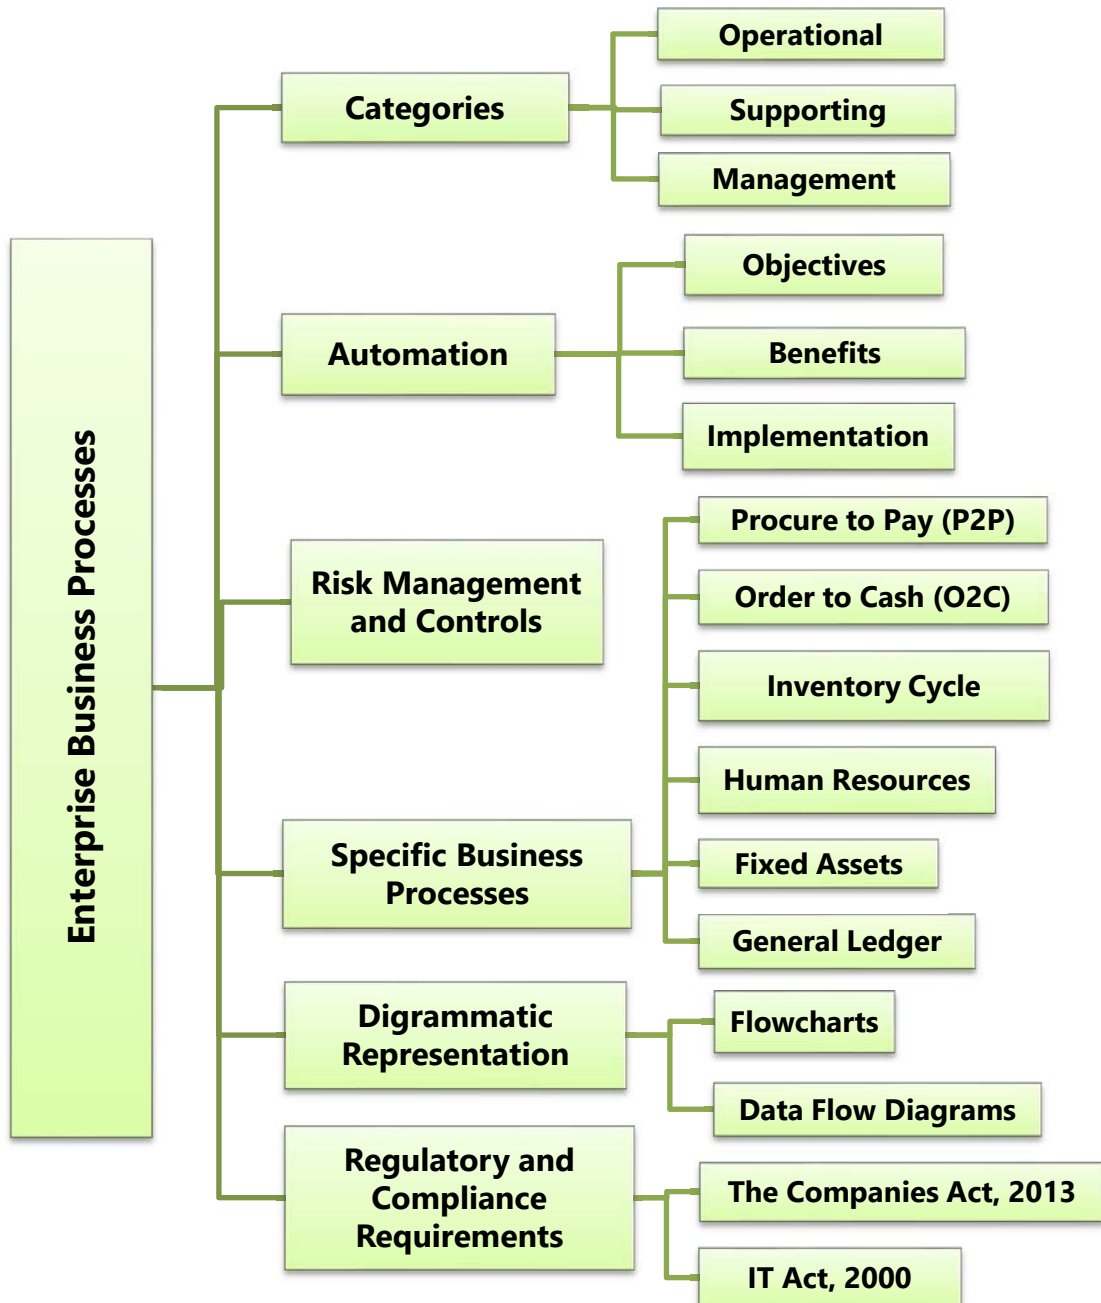 Enterprise Business Processes
Categories
Operational
Supporting
Management
Automation
Objectives
Benefits
Implementation
Risk Management
and Controls
Specific Business
Processes
Procure to Pay (P2P)
Order to Cash (O2C)
Inventory Cycle
Human Resources
Fixed Assets
General Ledger
Digrammatic
Representation
Flowcharts
Data Flow Diagrams
Regulatory and
Compliance
Requirements
The Companies Act, 2013
IT Act, 2000